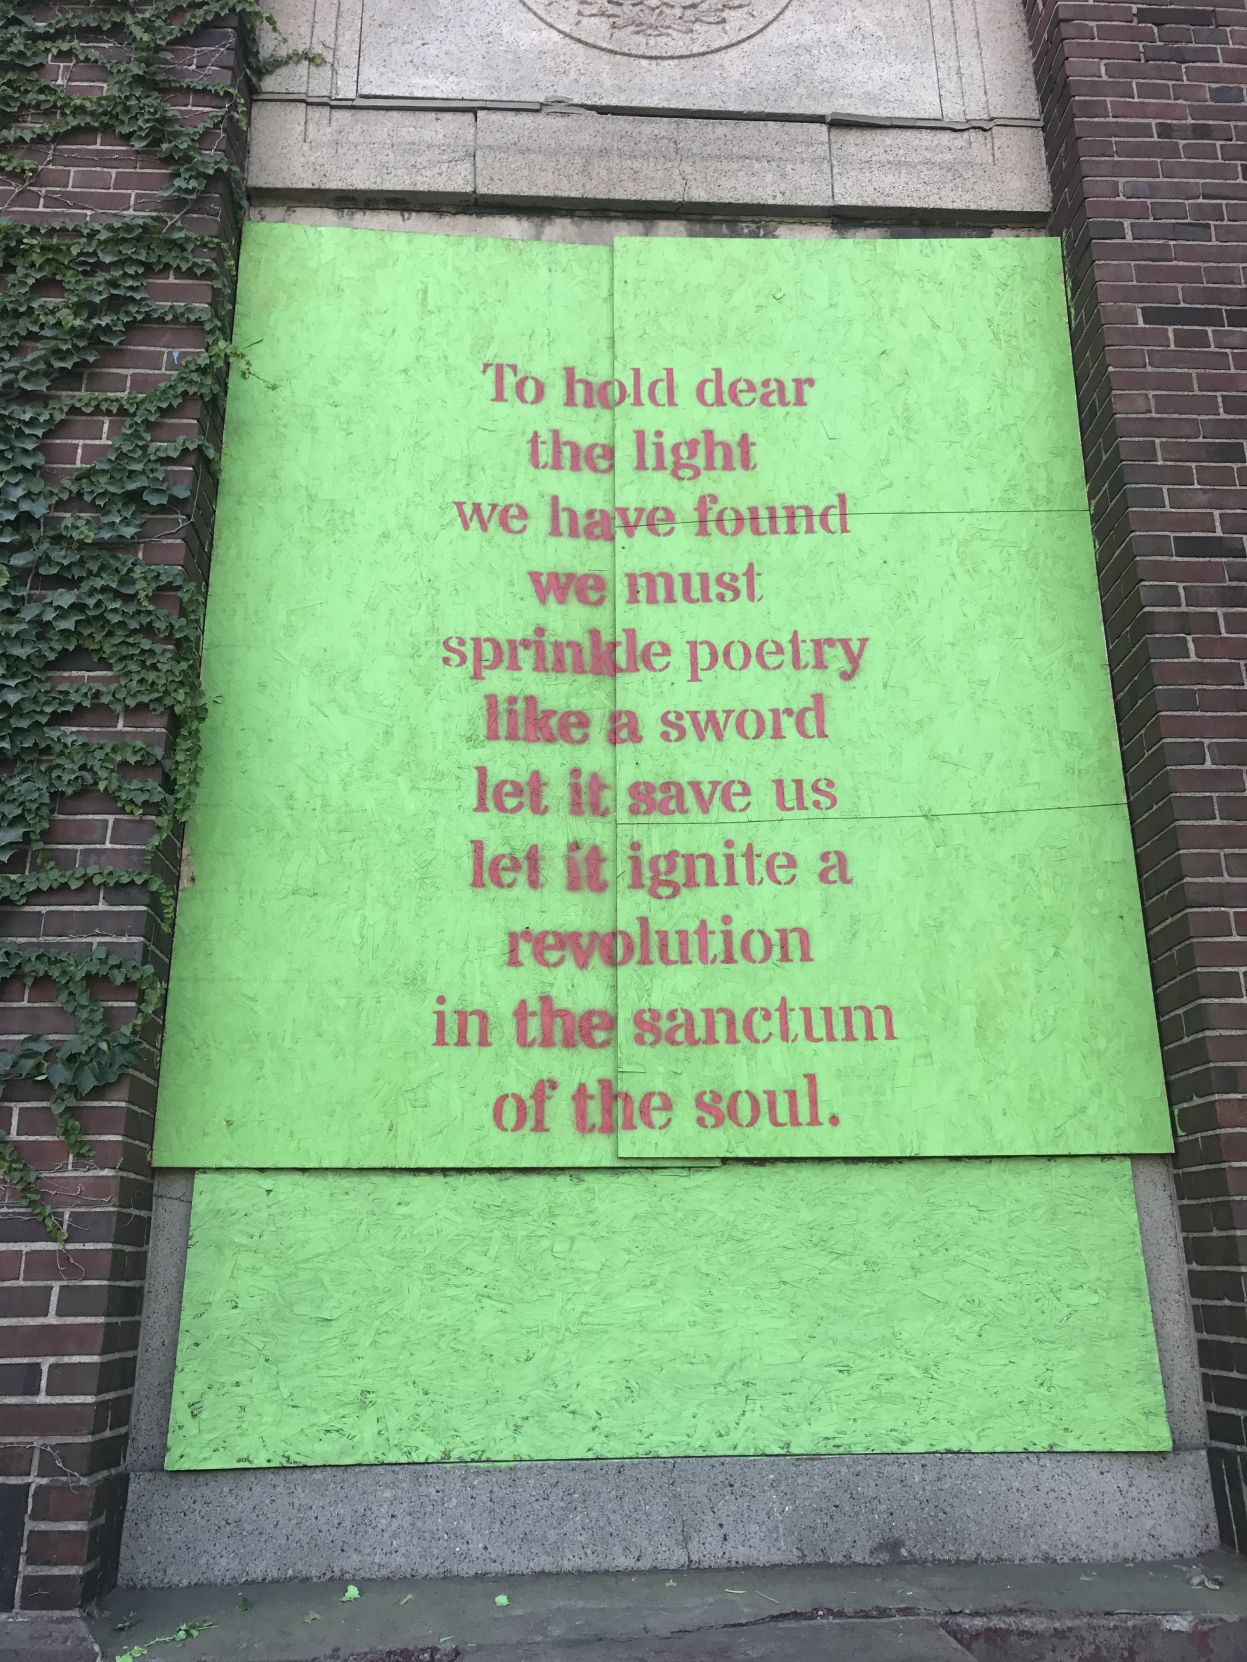 To hold dear
the light
we have found
we must
sprinkle poetry
like a sword
let it save us
let it ignite a
revolution
in the sanctum
of the soul.